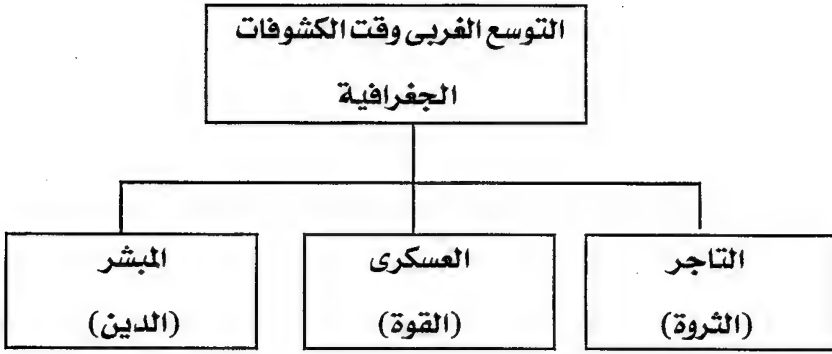 التوسع الغربى وقت الكشوفات
الجغرافية
التاجر
(الثروة)
العسكرى
(القوة)
المبشر
(الدين)